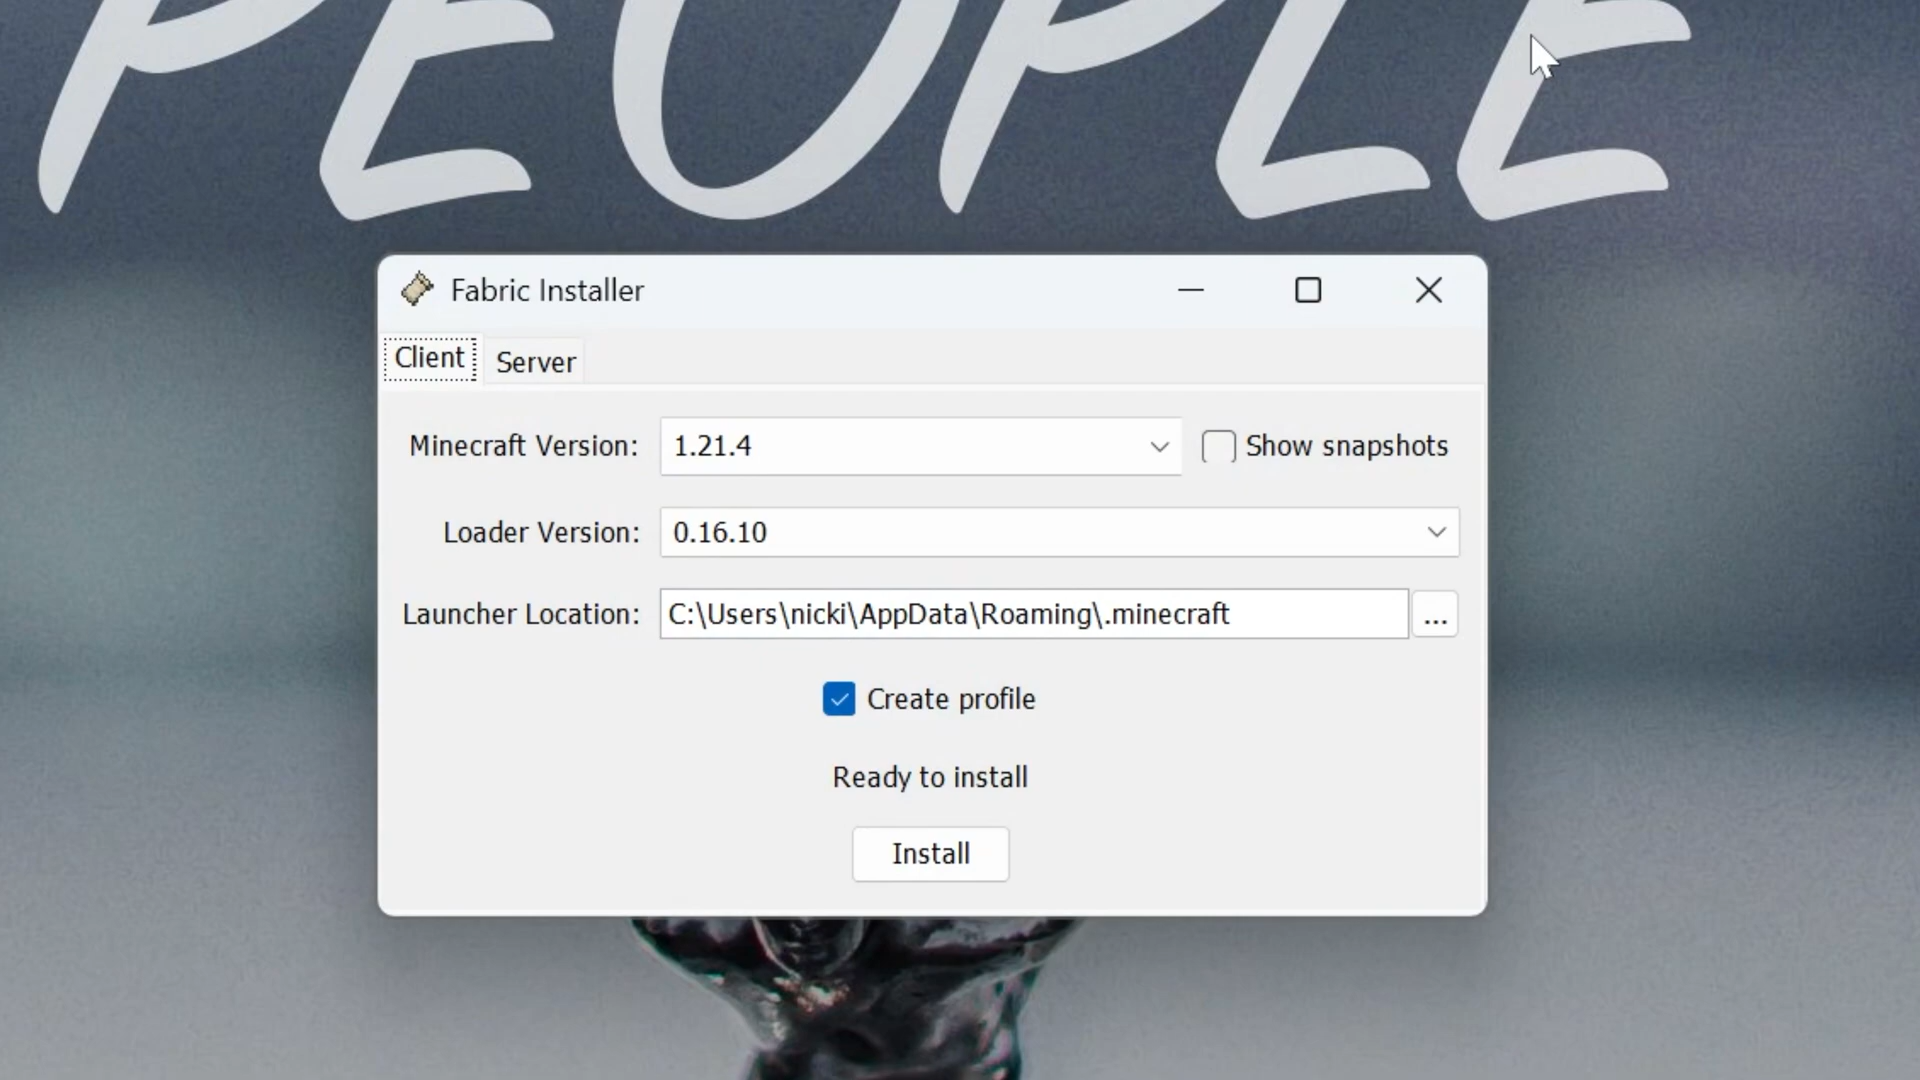 PEOPLE
Fabric Installer
Client Server
Minecraft Version: 1.21.4 Show snapshots
Loader Version: 0.16.10
Launcher Location: C:\Users\nicki\AppData\Roaming\.minecraft ...
Create profile
Ready to install
Install